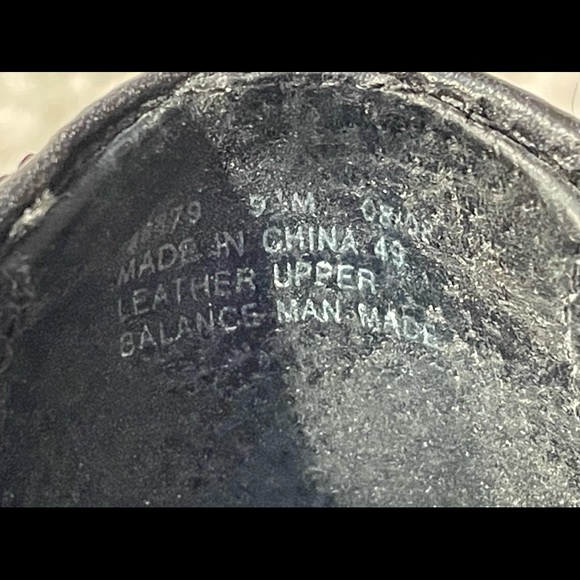 MADE IN CHINA 49
LEATHER UPPER
BALANCE MAN MADE